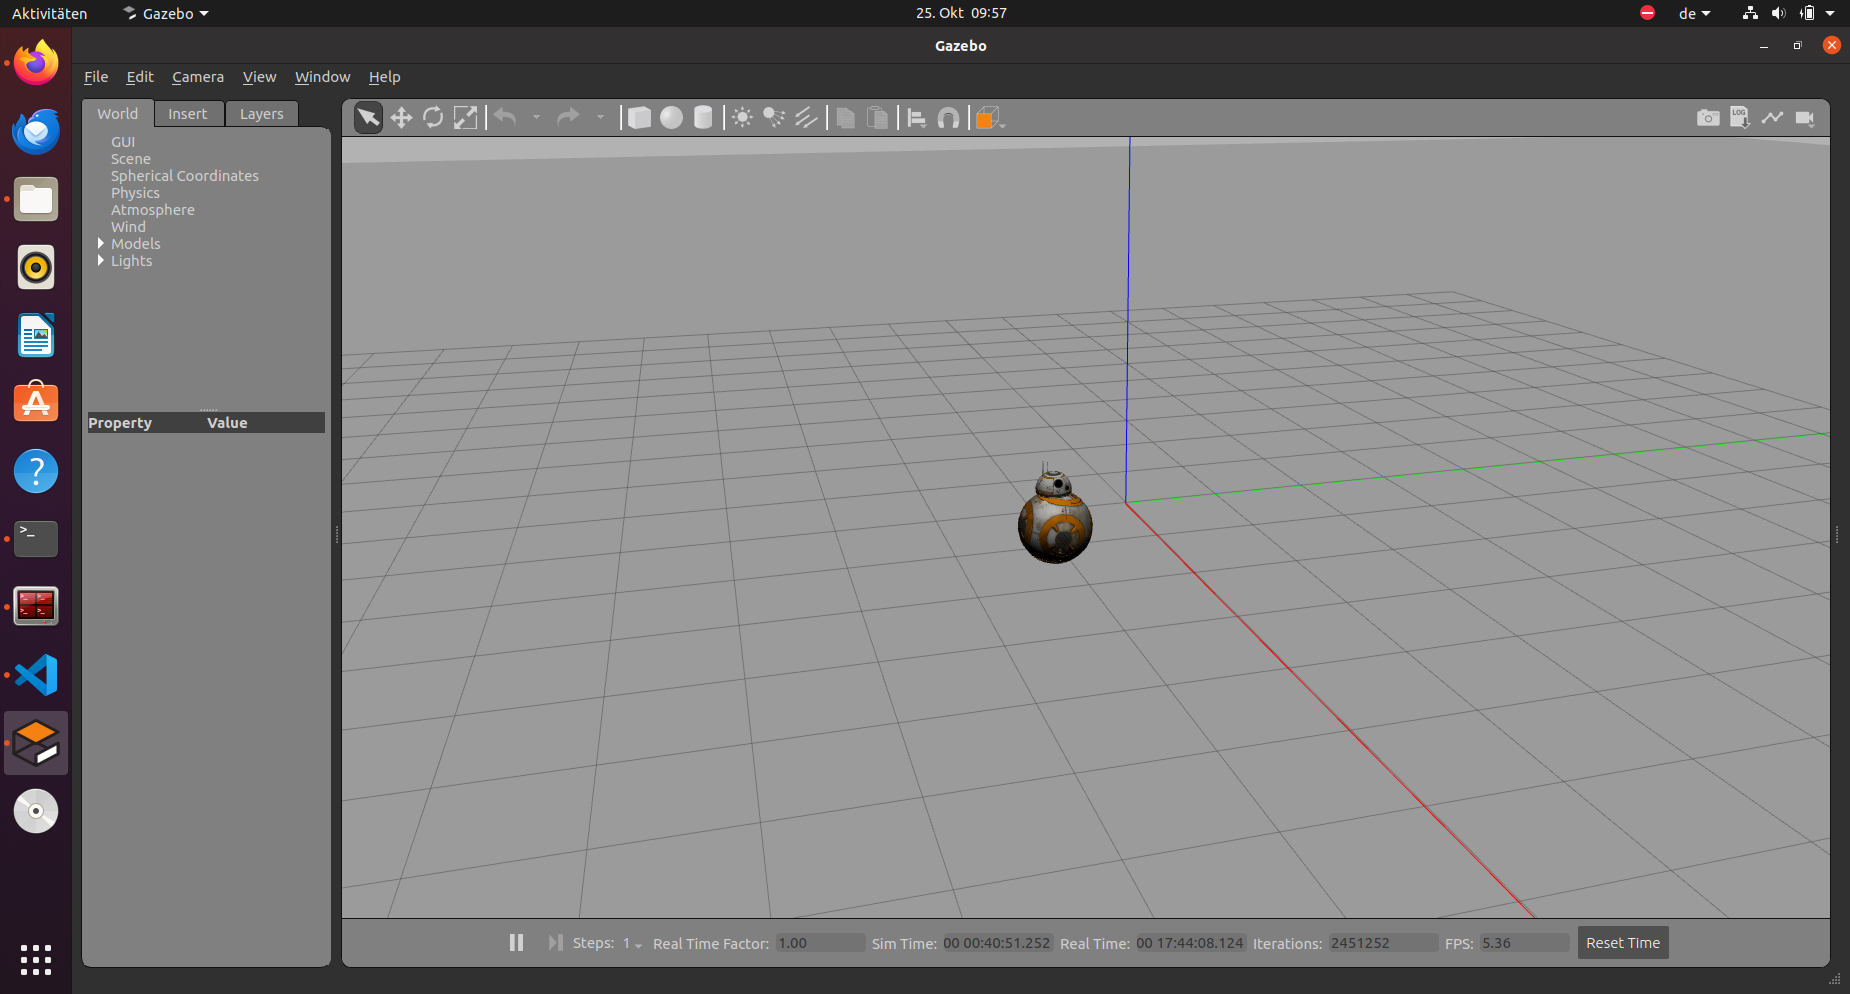 Aktivitäten Gazebo 25. Okt 09:57 de
Gazebo
File Edit Camera View Window Help
World Insert Layers
LOG
GUI
Scene
Spherical Coordinates
Physics
Atmosphere
Wind
Models
Lights
Property Value
Steps: 1 Real Time Factor: 1.00 Sim Time: 00 00:40:51.252 Real Time: 00 17:44:08.124 Iterations: 2451252 FPS: 5.36 Reset Time